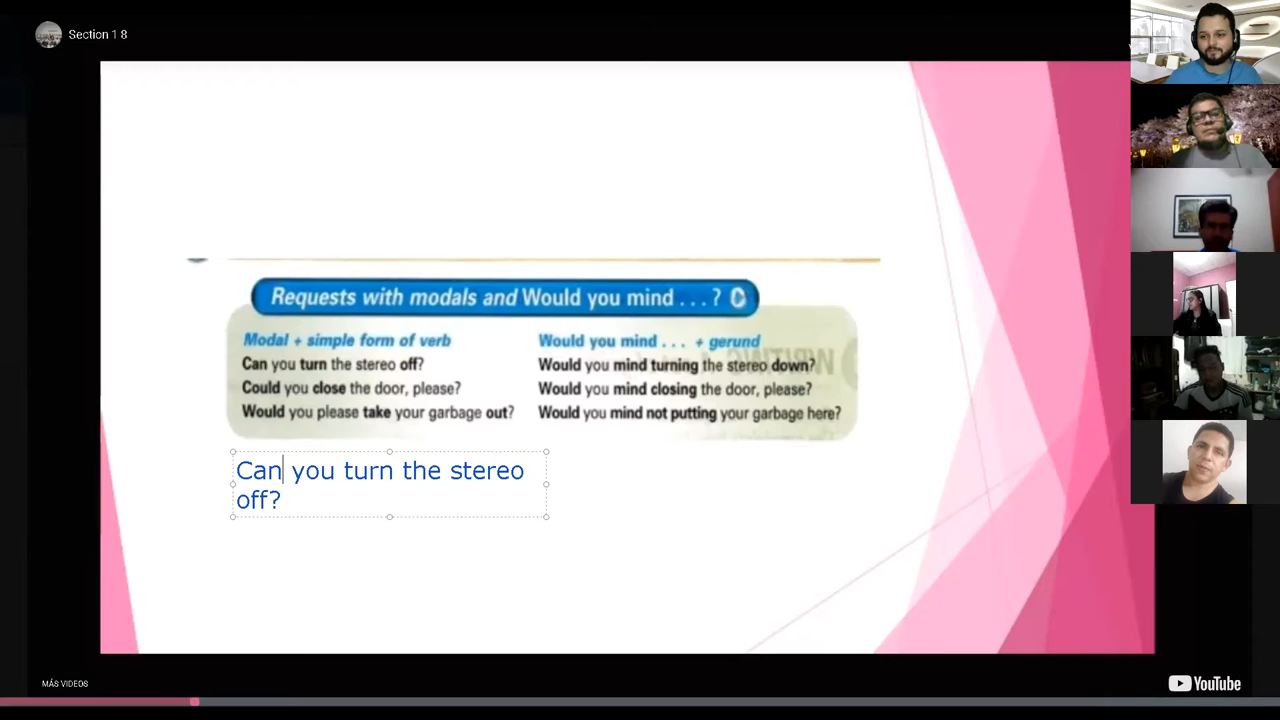 Section 1 8
Requests with modals and Would you mind . . . ?
Modal + simple form of verb
Can you turn the stereo off?
Could you close the door, please?
Would you please take your garbage out?
Would you mind . . . + gerund
Would you mind turning the stereo down?
Would you mind closing the door, please?
Would you mind not putting your garbage here?
Can you turn the stereo
off?
MÁS VIDEOS
YouTube